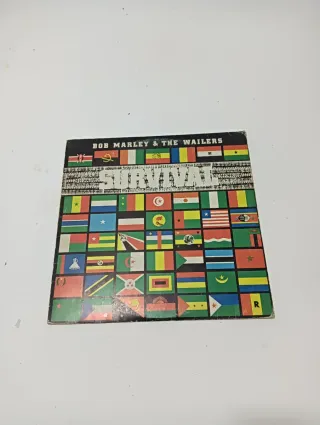 BOB MARLEY & THE WAILERS
SURVIVAL
R